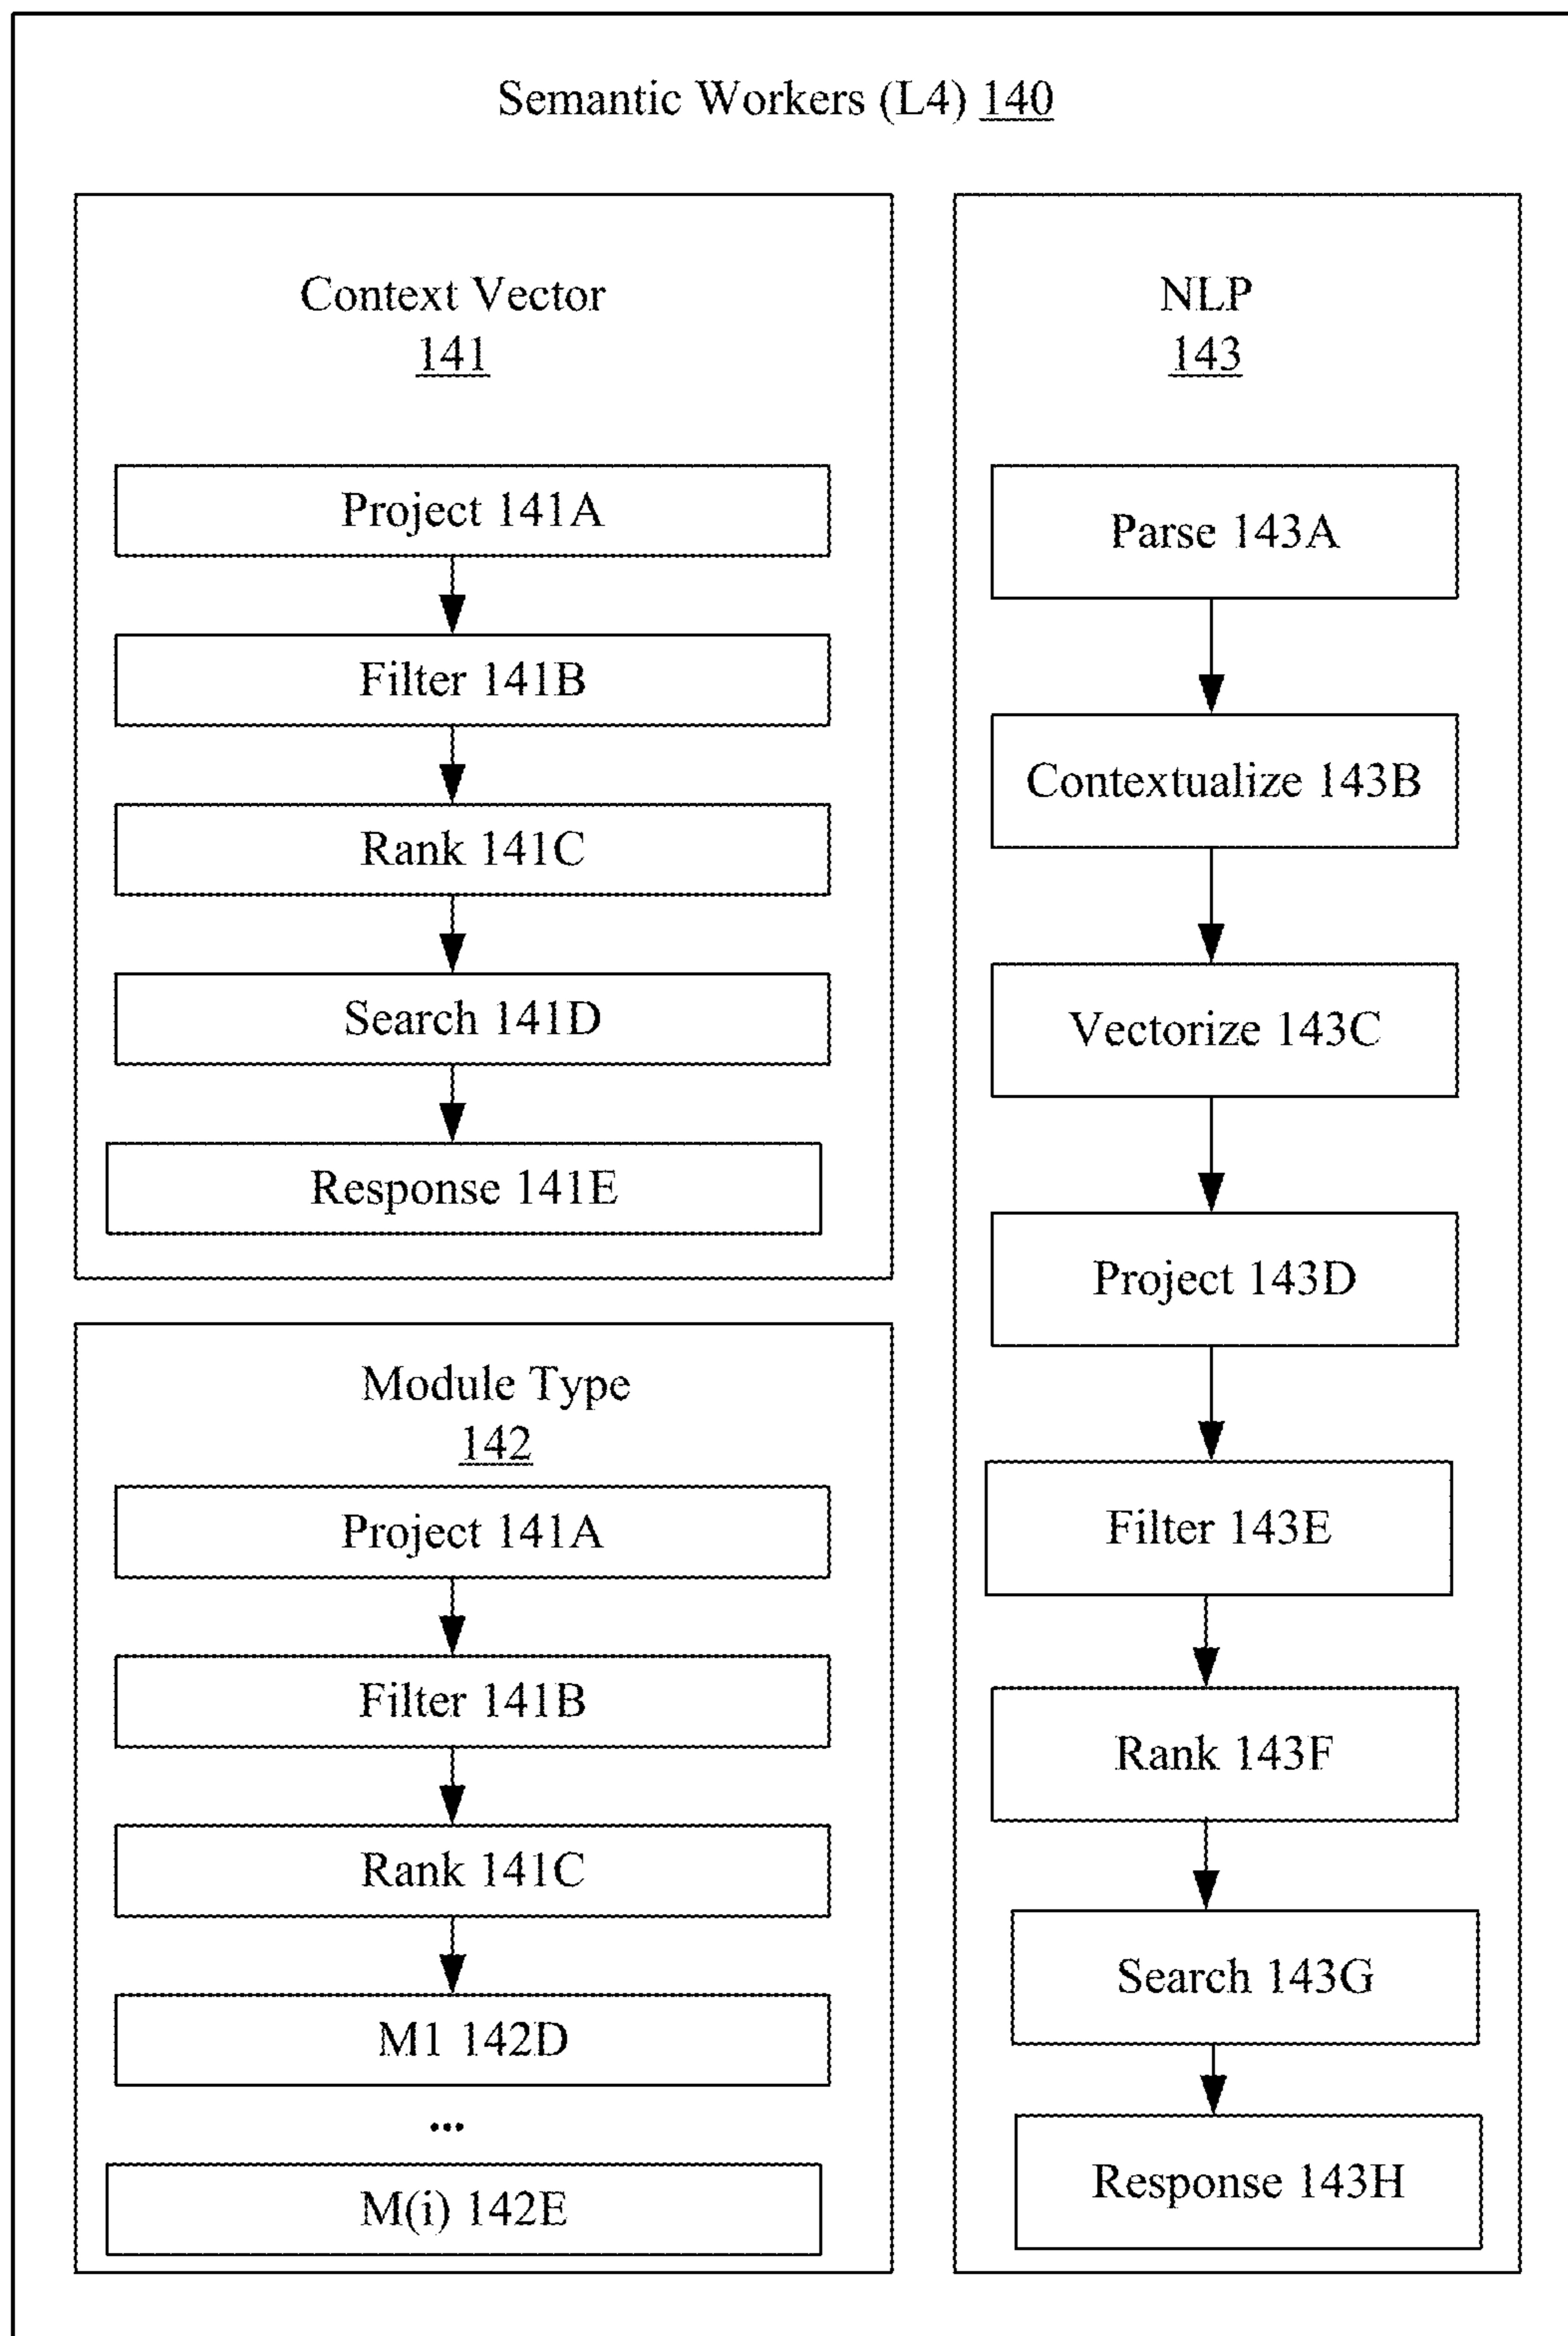 Semantic Workers (L4) 140
Context Vector
141
Project 141A
Filter 141B
Rank 141C
Search 141D
Response 141E
Module Type
142
Project 141A
Filter 141B
Rank 141C
M1 142D
...
M(i) 142E
NLP
143
Parse 143A
Contextualize 143B
Vectorize 143C
Project 143D
Filter 143E
Rank 143F
Search 143G
Response 143H